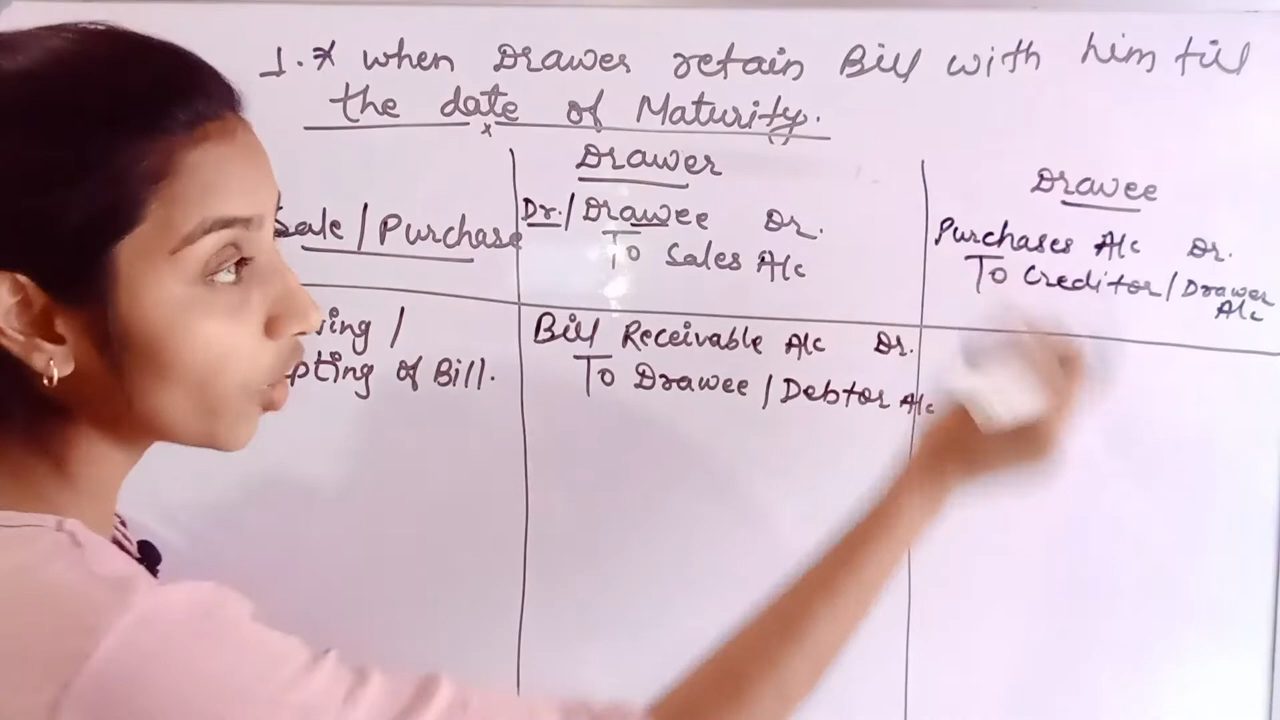 1.* when Drawer retain Bill with him till
the date of Maturity.
Drawer
Drawee
Sale / Purchase
Dr./Drawee Dr.
To Sales A/c
Purchases A/c Dr.
To Creditor / Drawer
A/c
wing /
pting of Bill.
Bill Receivable A/c Dr.
To Drawee / Debtor A/c